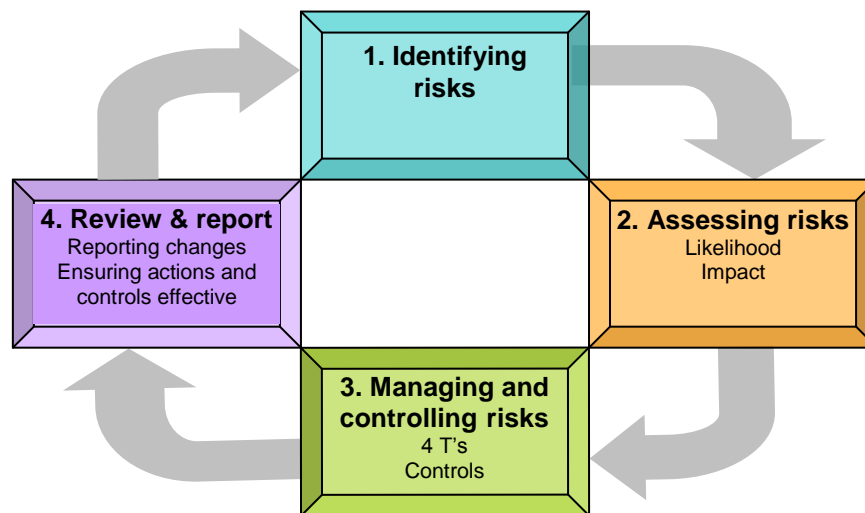 1. Identifying
risks
2. Assessing risks
Likelihood
Impact
3. Managing and
controlling risks
4 T's
Controls
4. Review & report
Reporting changes
Ensuring actions and
controls effective